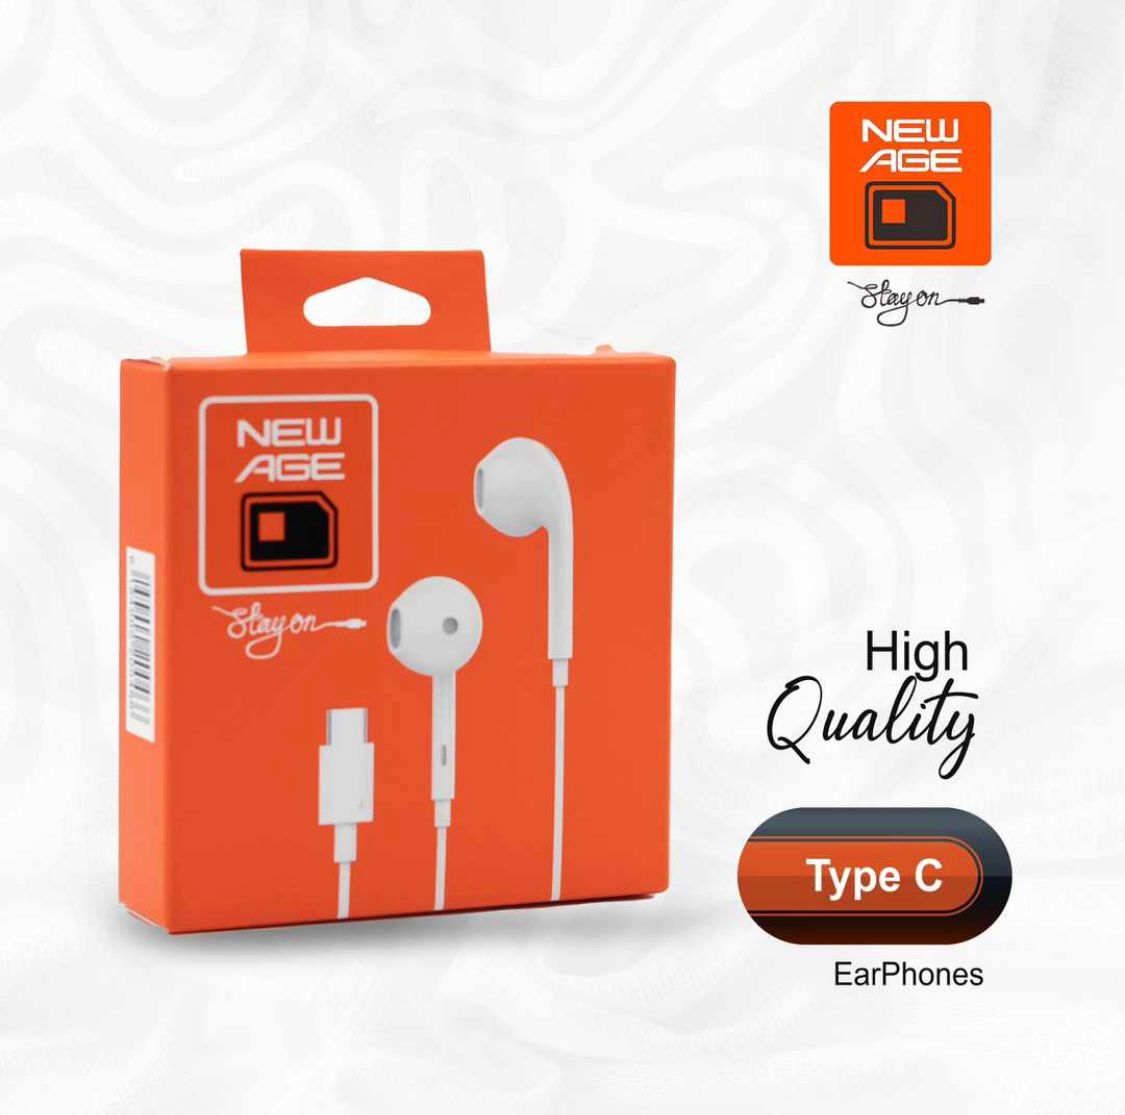 NEW
AGE
Stay on
NEW
AGE
Stay on
High
Quality
Type C
EarPhones